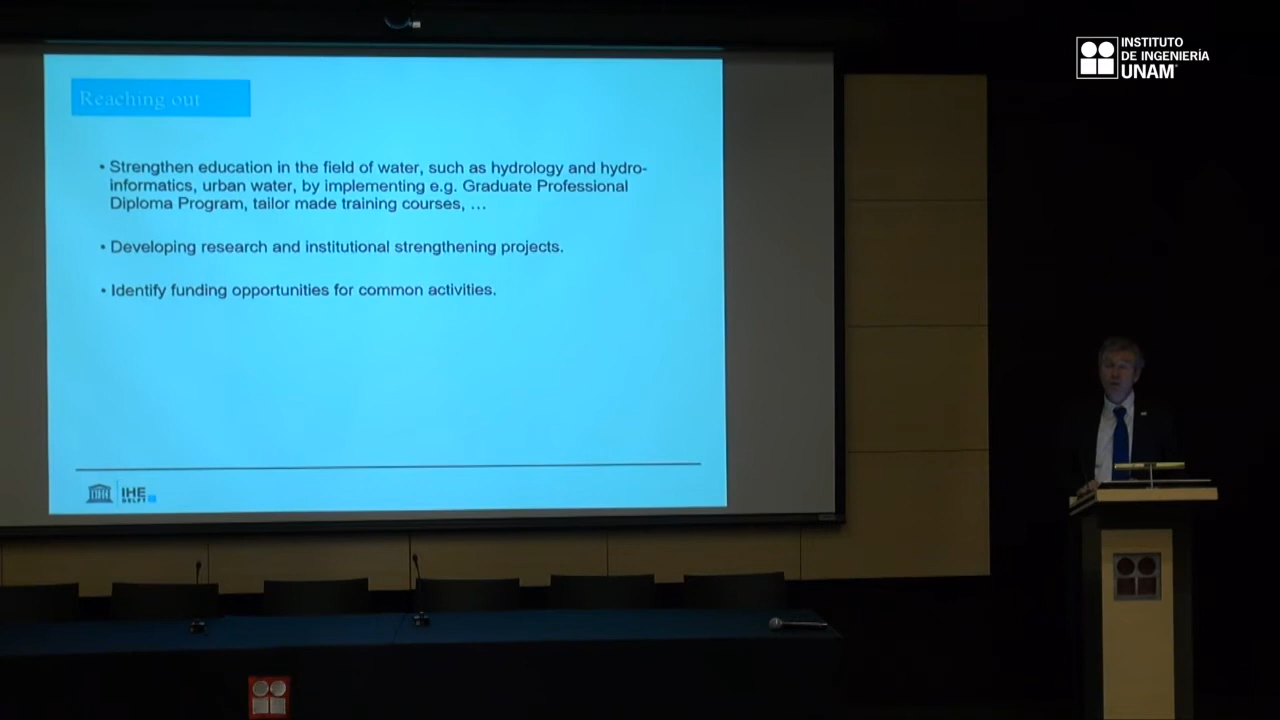 INSTITUTO
DE INGENIERÍA
UNAM
Reaching out
• Strengthen education in the field of water, such as hydrology and hydro-
informatics, urban water, by implementing e.g. Graduate Professional
Diploma Program, tailor made training courses, …
• Developing research and institutional strengthening projects.
• Identify funding opportunities for common activities.
IHE
DELFT